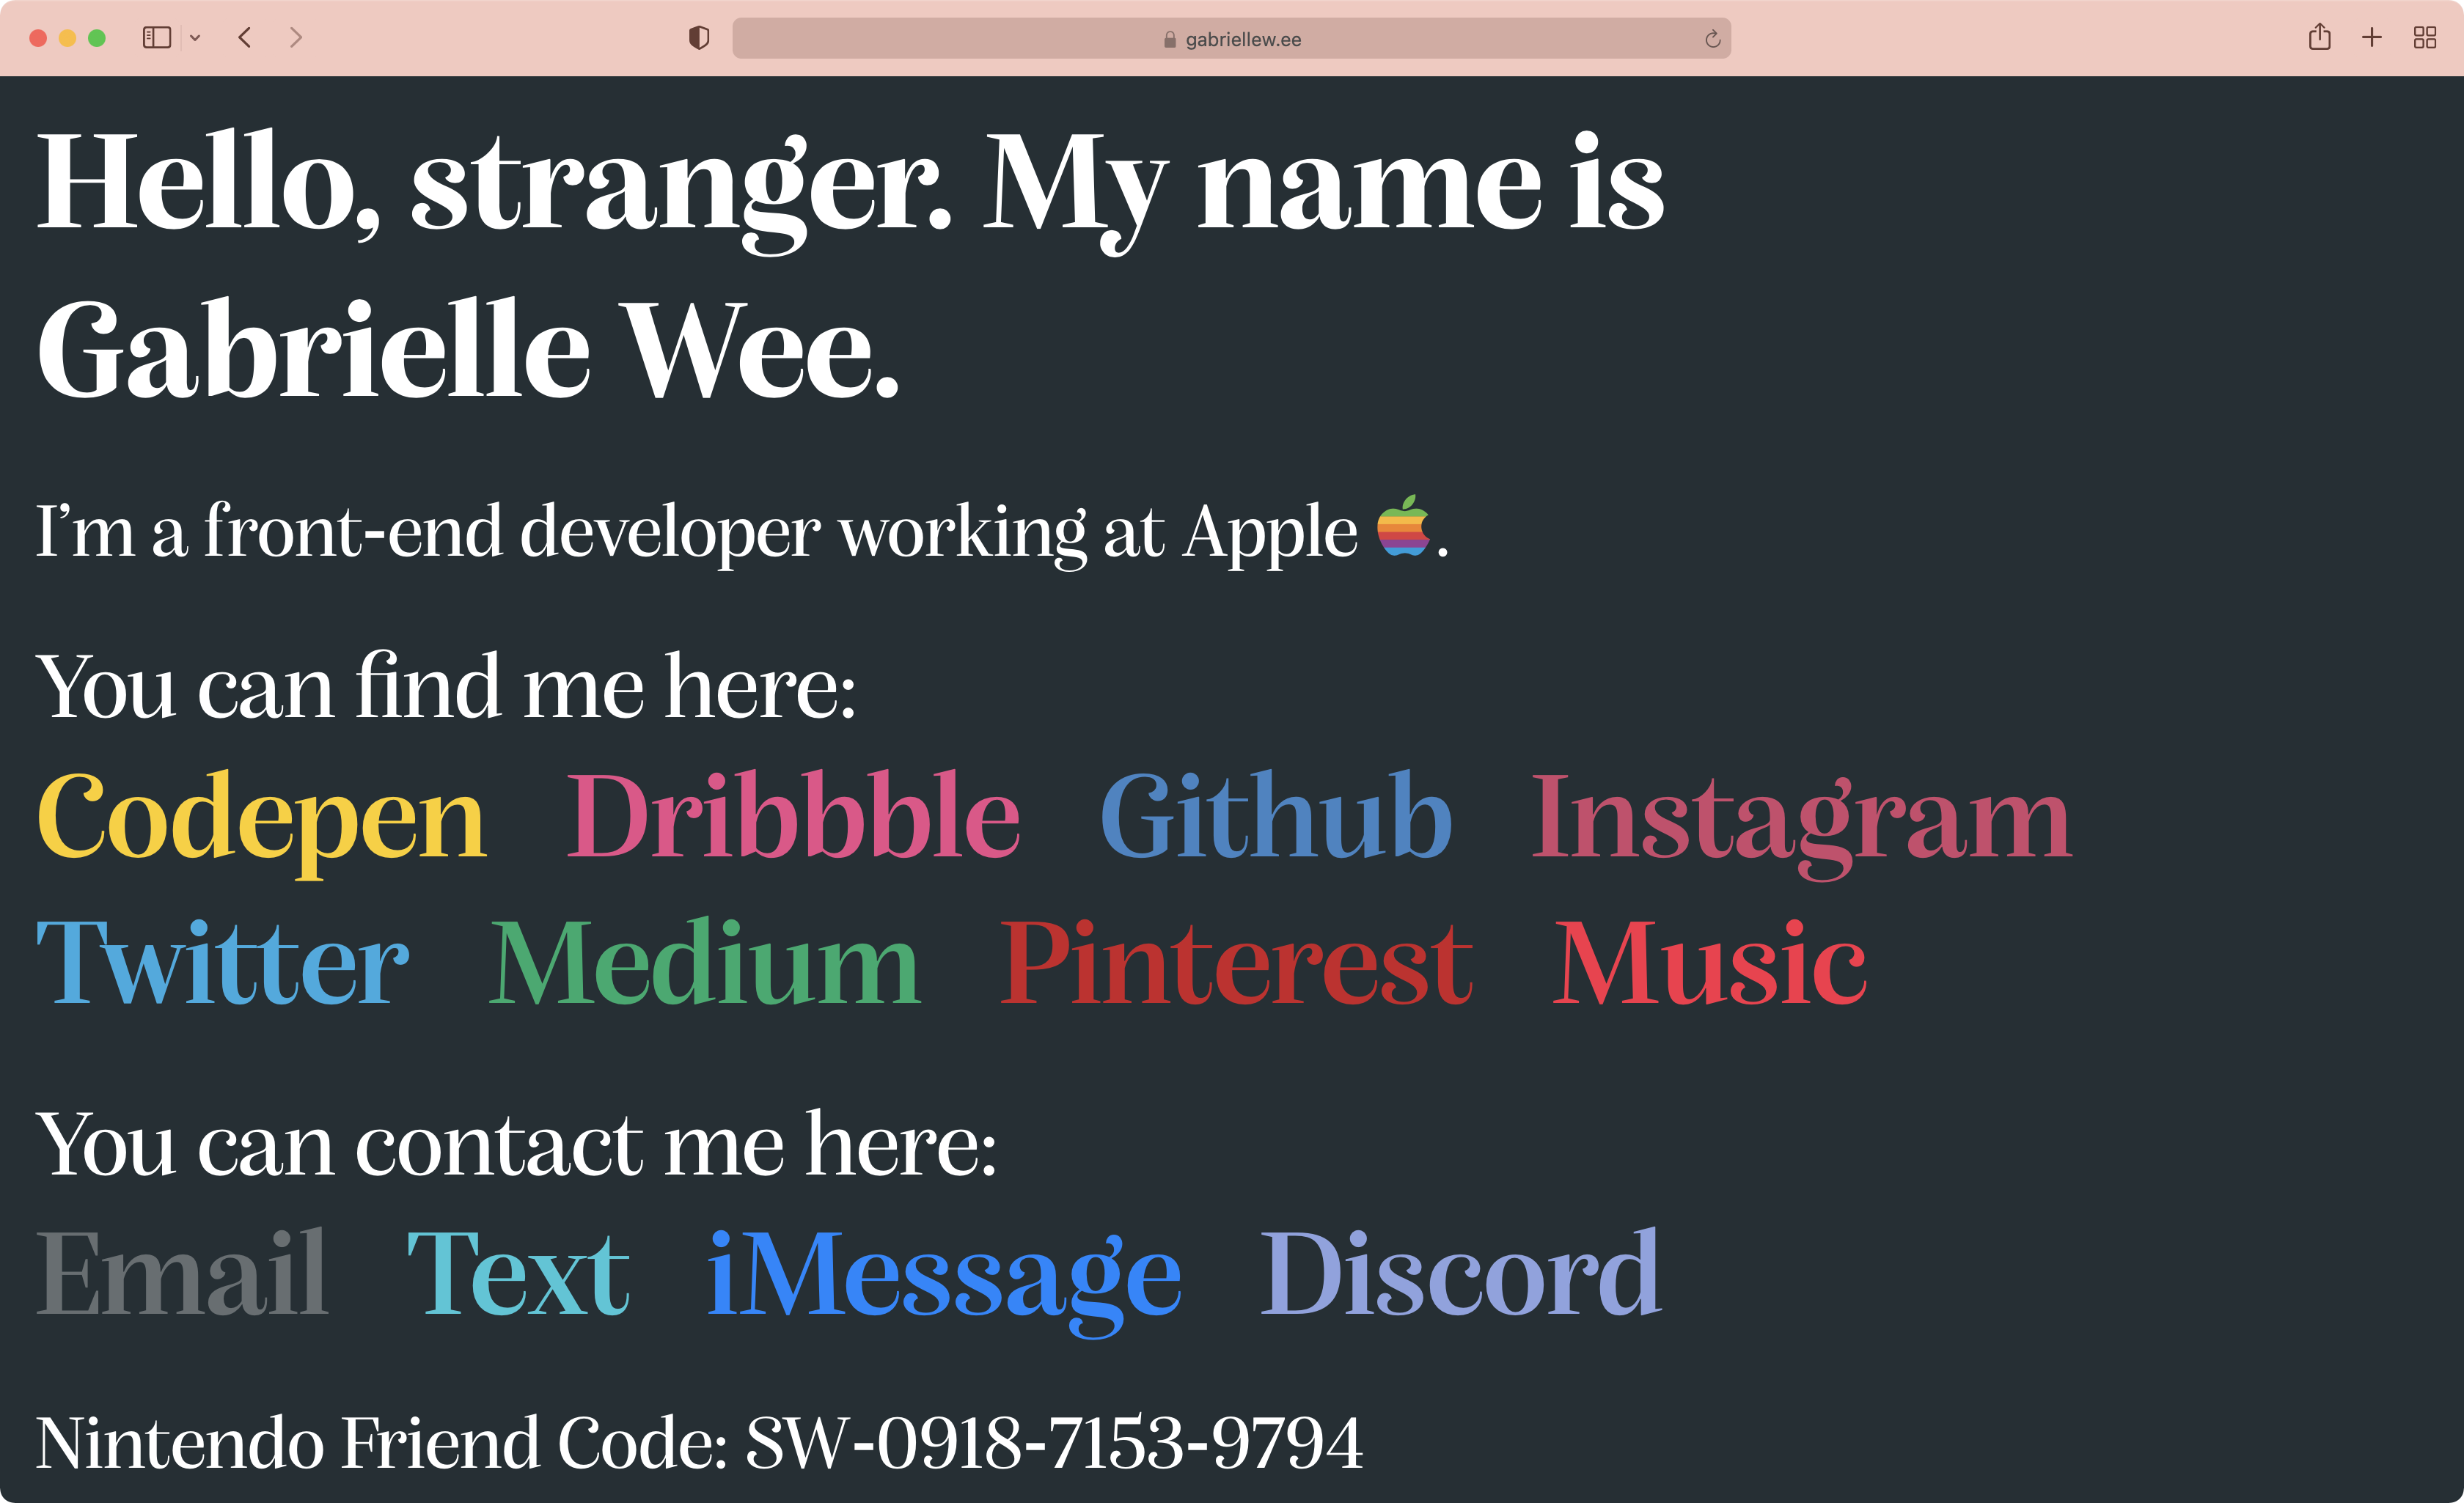 gabriellew.ee
Hello, stranger. My name is
Gabrielle Wee.
I’m a front-end developer working at Apple .
You can find me here:
Codepen Dribbble Github Instagram
Twitter Medium Pinterest Music
You can contact me here:
Email Text iMessage Discord
Nintendo Friend Code: SW-0918-7153-9794